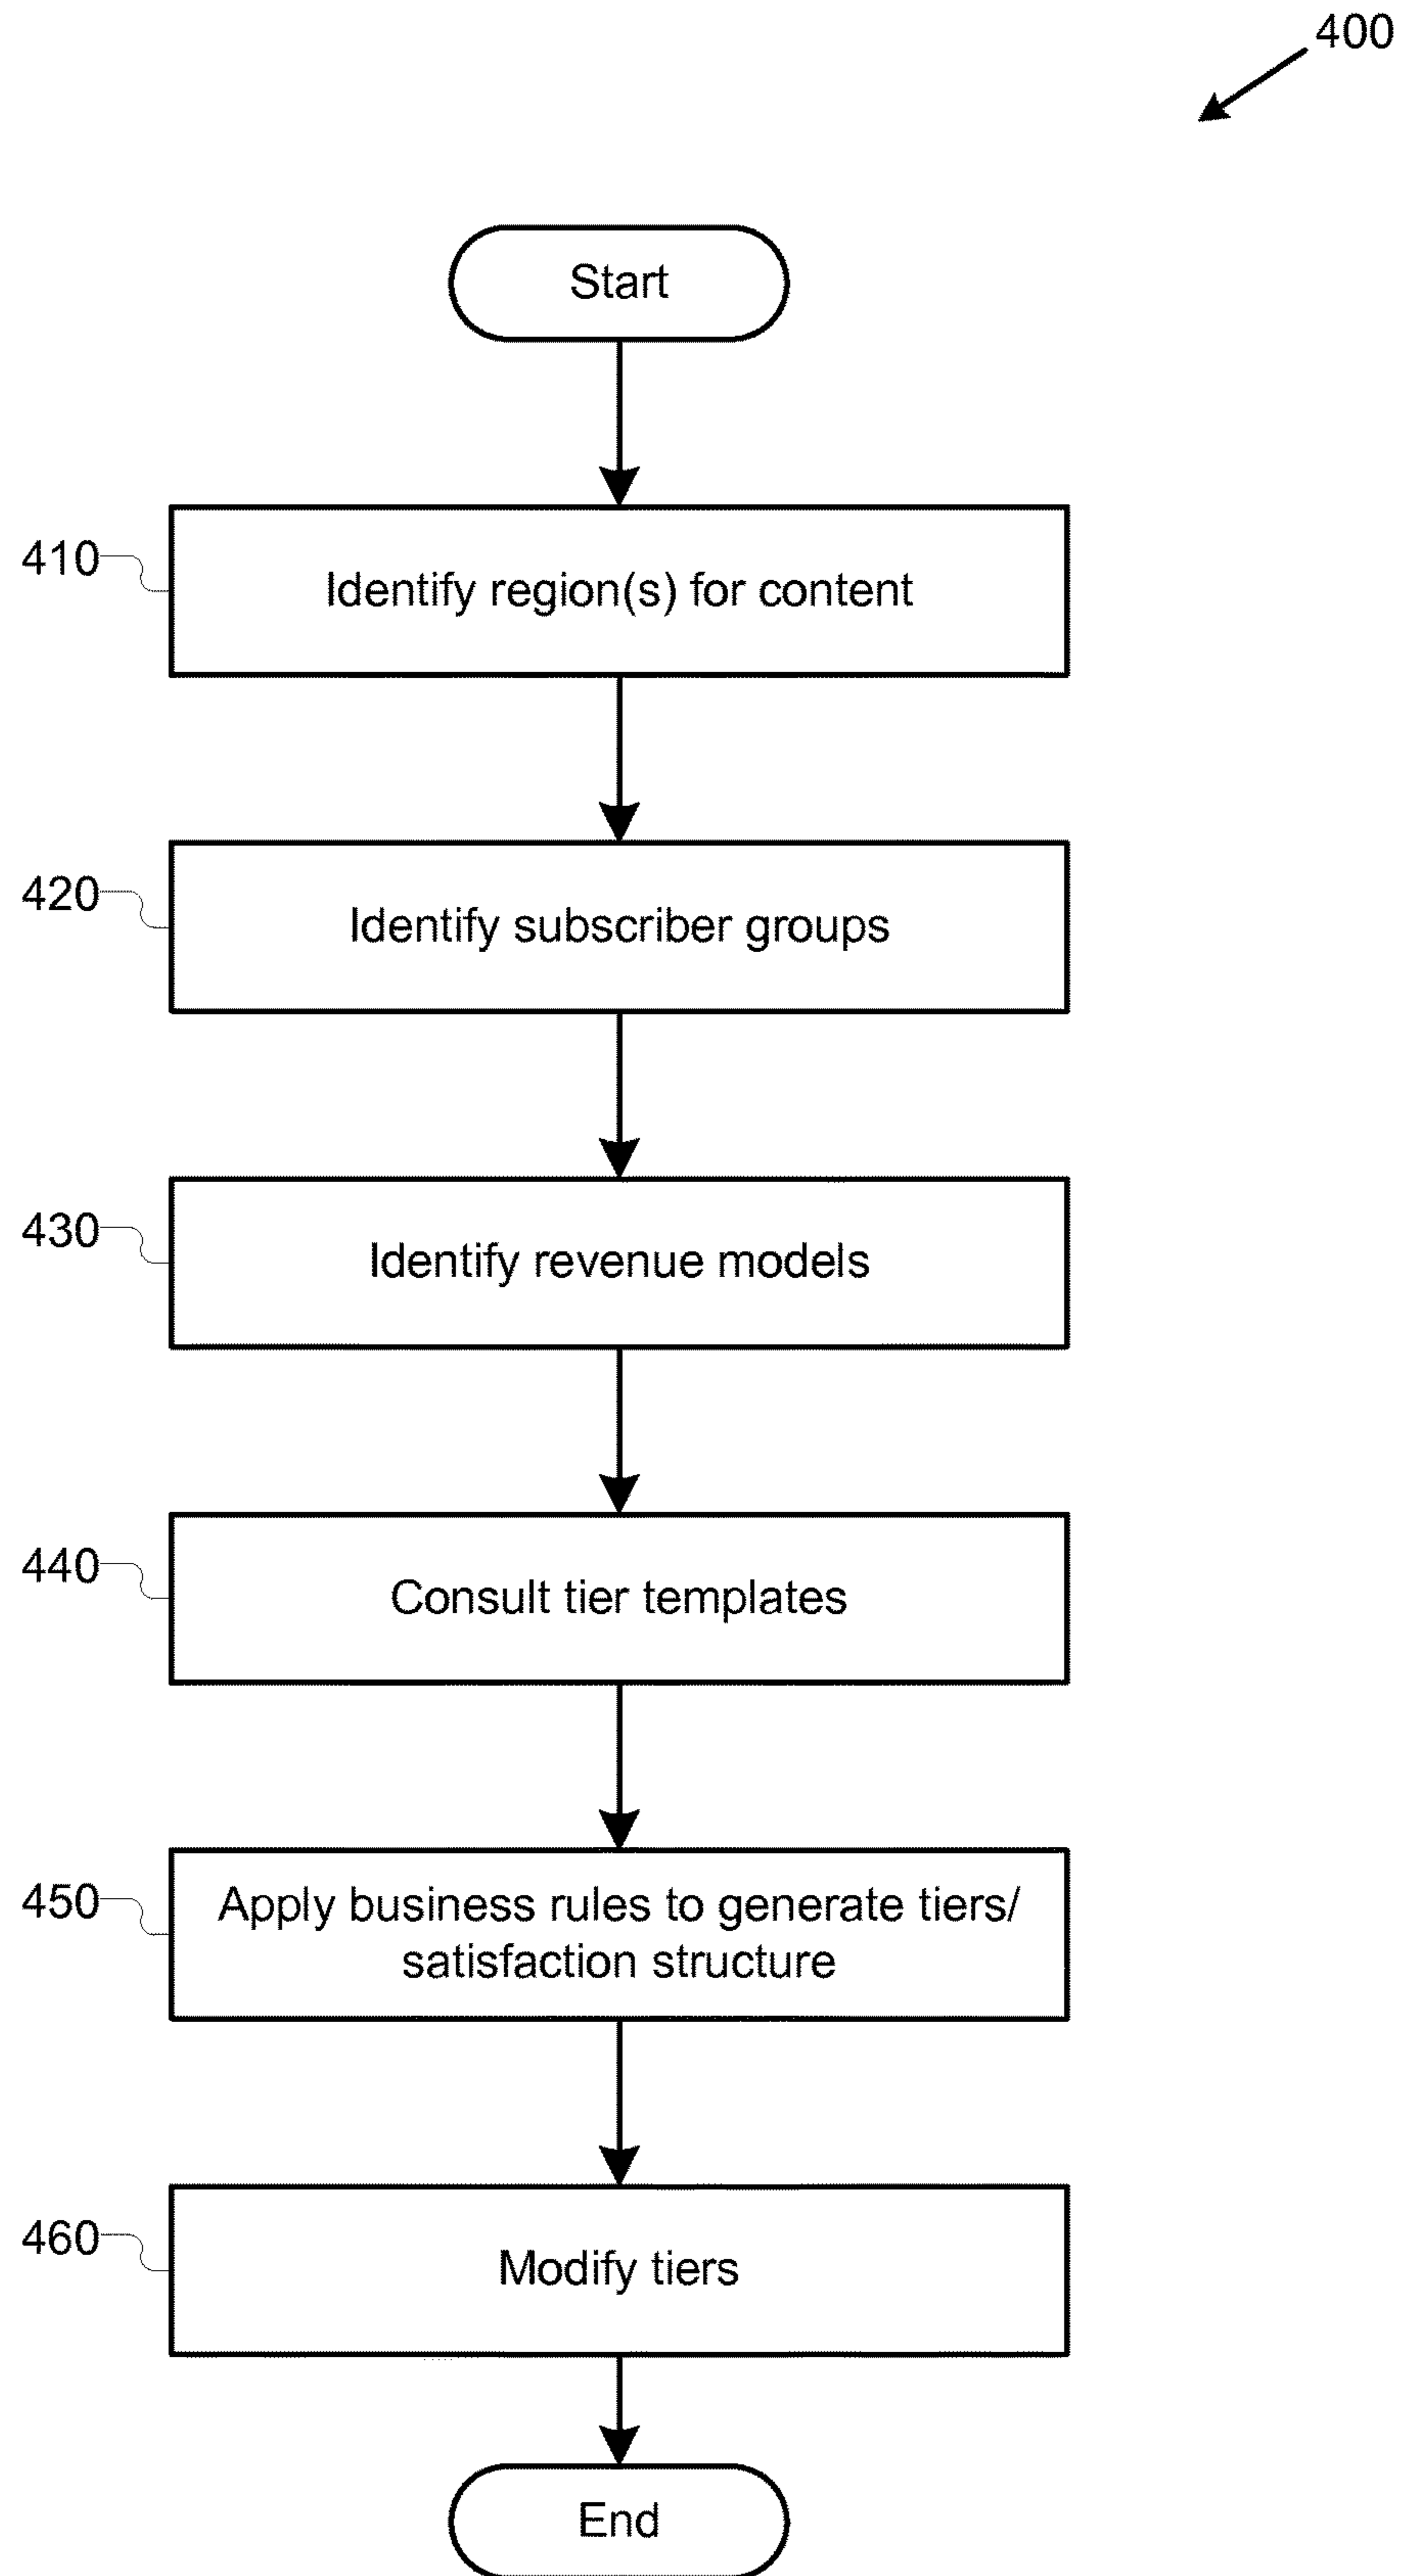 400
Start
410
Identify region(s) for content
420
Identify subscriber groups
430
Identify revenue models
440
Consult tier templates
450
Apply business rules to generate tiers/
satisfaction structure
460
Modify tiers
End